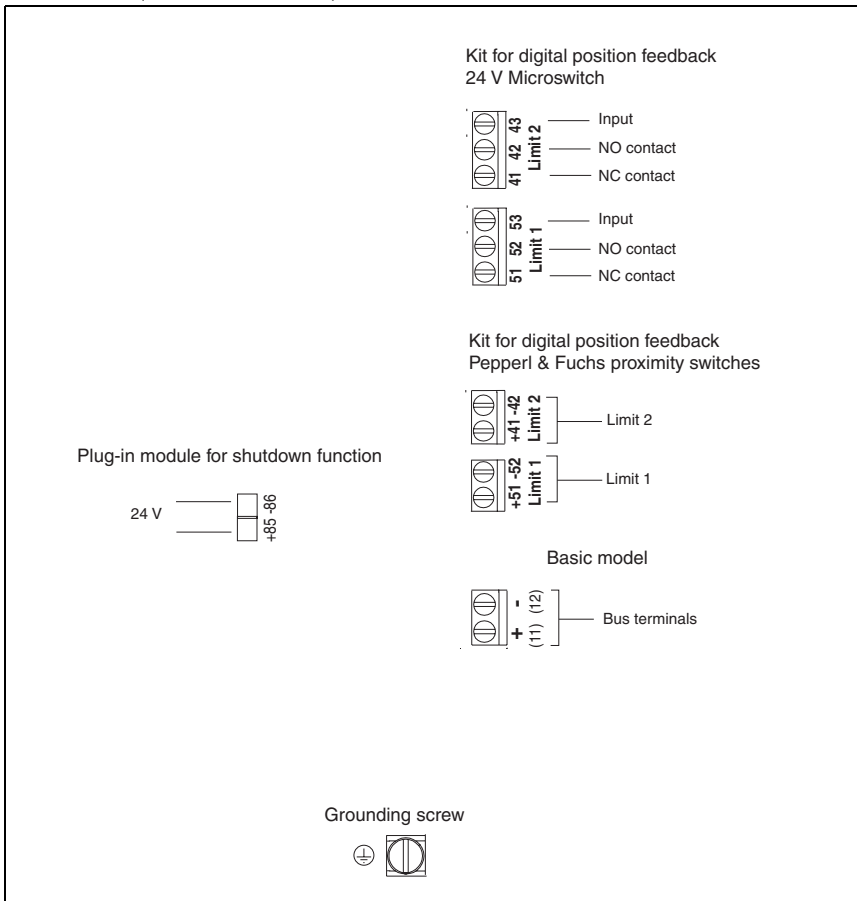 Kit for digital position feedback
24 V Microswitch
43 Input
42 NO contact
41 NC contact
Limit 2
53 Input
52 NO contact
51 NC contact
Limit 1
Kit for digital position feedback
Pepperl & Fuchs proximity switches
+41 -42
Limit 2
Limit 2
+51 -52
Limit 1
Limit 1
Plug-in module for shutdown function
24 V
+85 -86
Basic model
- (12)
+ (11)
Bus terminals
Grounding screw